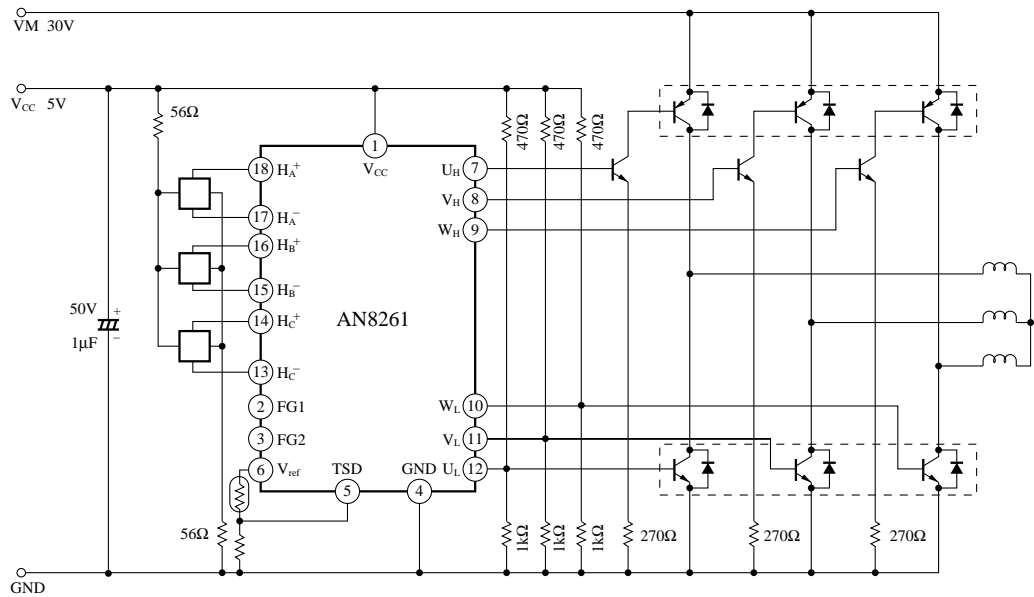 VM 30V
VCC 5V
56Ω
470Ω
470Ω
470Ω
1
VCC
18 HA+
17 HA−
16 HB+
15 HB−
14 HC+
13 HC−
2 FG1
3 FG2
6 Vref
AN8261
UH 7
VH 8
WH 9
WL 10
VL 11
UL 12
TSD
5
GND
4
50V
1µF
+
−
56Ω
1kΩ
1kΩ
1kΩ
270Ω
270Ω
270Ω
GND